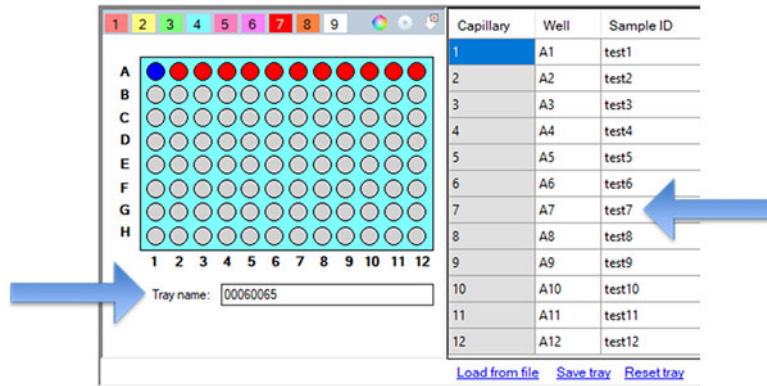 1 2 3 4 5 6 7 8 9
A
B
C
D
E
F
G
H
1 2 3 4 5 6 7 8 9 10 11 12
Tray name: 00060065
Capillary Well Sample ID
1 A1 test1
2 A2 test2
3 A3 test3
4 A4 test4
5 A5 test5
6 A6 test6
7 A7 test7
8 A8 test8
9 A9 test9
10 A10 test10
11 A11 test11
12 A12 test12
Load from file Save tray Reset tray